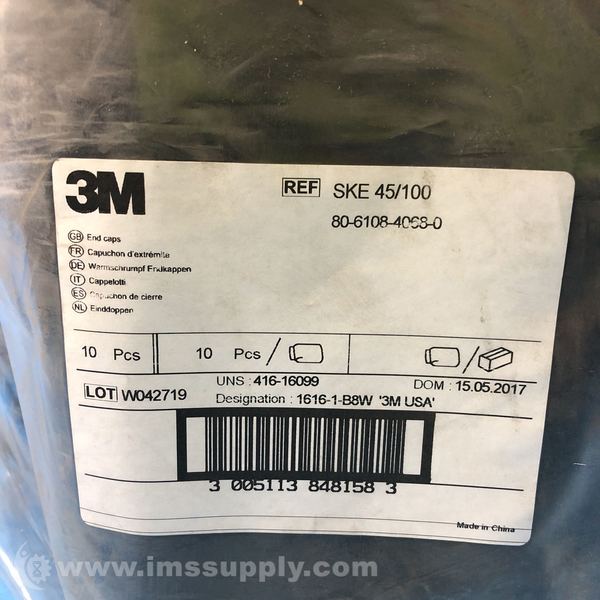 3M
REF SKE 45/100
80-6108-4068-0
GB End caps
FR Capuchon d'extrémité
DE Warmschrumpf Endkappen
IT Cappelotti
ES Capuchon de cierre
NL Einddoppen
10 Pcs 10 Pcs / /
LOT W042719
UNS : 416-16099
DOM : 15.05.2017
Designation : 1616-1-B8W '3M USA'
3 005113 848158 3
Made in China
www.imssupply.com